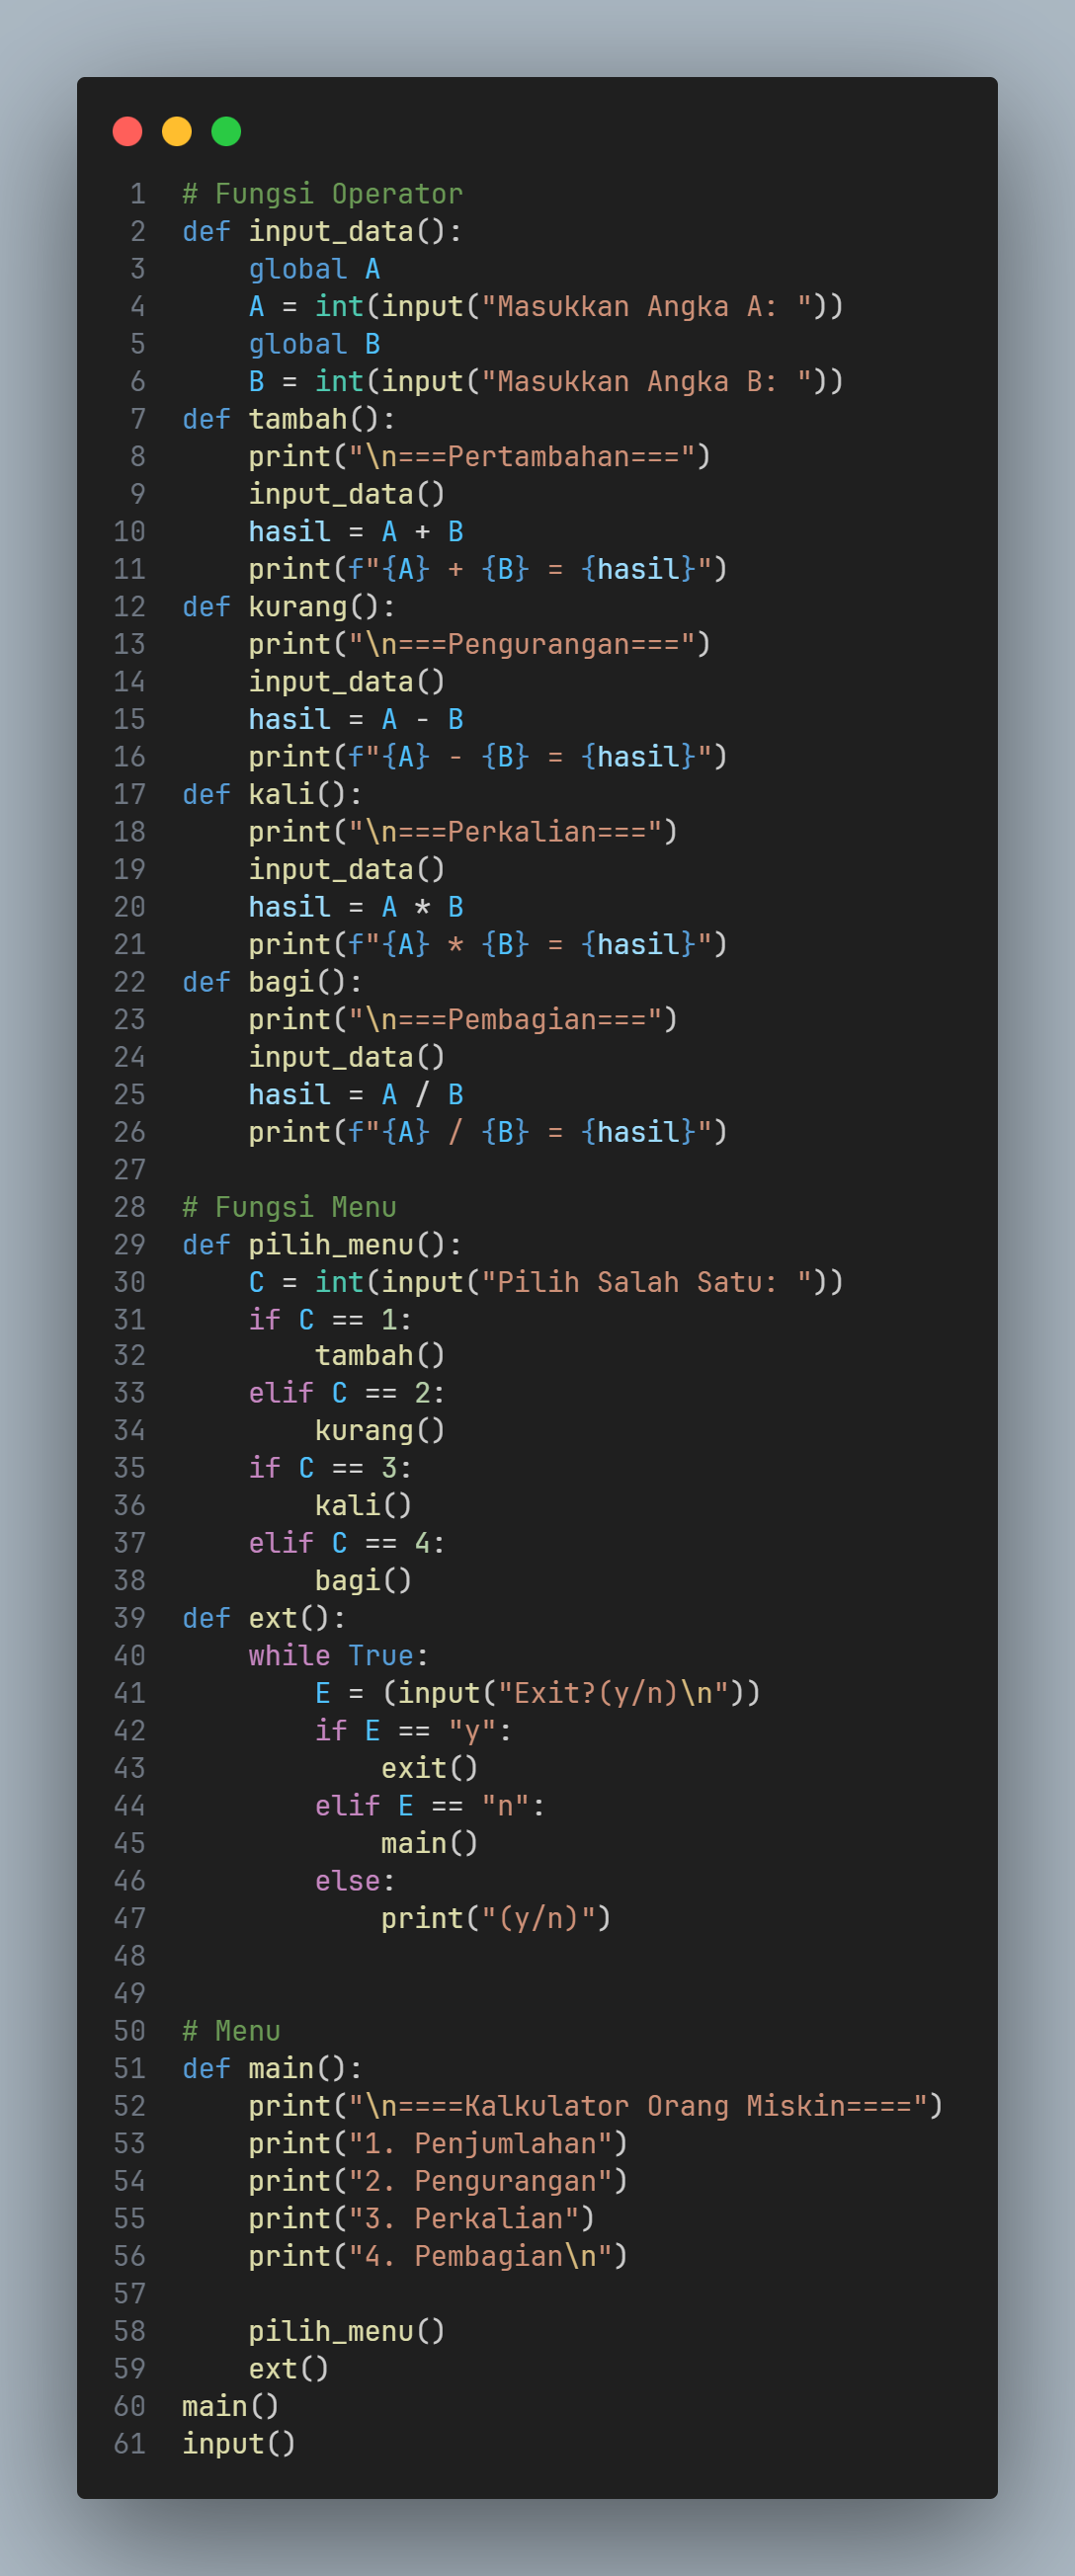 1 # Fungsi Operator
2 def input_data():
3     global A
4     A = int(input("Masukkan Angka A: "))
5     global B
6     B = int(input("Masukkan Angka B: "))
7 def tambah():
8     print("\n===Pertambahan===")
9     input_data()
10     hasil = A + B
11     print(f"{A} + {B} = {hasil}")
12 def kurang():
13     print("\n===Pengurangan===")
14     input_data()
15     hasil = A - B
16     print(f"{A} - {B} = {hasil}")
17 def kali():
18     print("\n===Perkalian===")
19     input_data()
20     hasil = A * B
21     print(f"{A} * {B} = {hasil}")
22 def bagi():
23     print("\n===Pembagian===")
24     input_data()
25     hasil = A / B
26     print(f"{A} / {B} = {hasil}")
27
28 # Fungsi Menu
29 def pilih_menu():
30     C = int(input("Pilih Salah Satu: "))
31     if C == 1:
32         tambah()
33     elif C == 2:
34         kurang()
35     if C == 3:
36         kali()
37     elif C == 4:
38         bagi()
39 def ext():
40     while True:
41         E = (input("Exit?(y/n)\n"))
42         if E == "y":
43             exit()
44         elif E == "n":
45             main()
46         else:
47             print("(y/n)")
48
49
50 # Menu
51 def main():
52     print("\n====Kalkulator Orang Miskin====")
53     print("1. Penjumlahan")
54     print("2. Pengurangan")
55     print("3. Perkalian")
56     print("4. Pembagian\n")
57
58     pilih_menu()
59     ext()
60 main()
61 input()